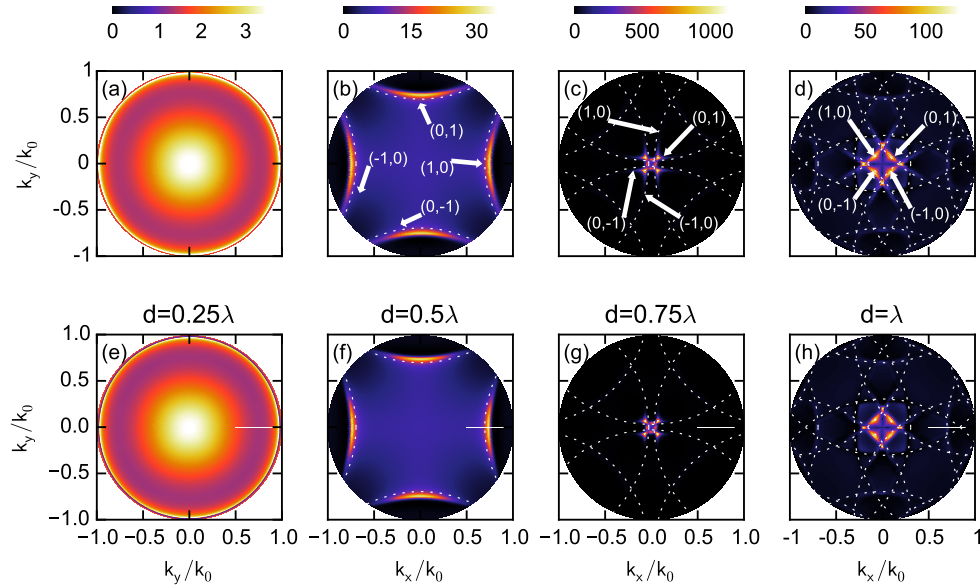 0 1 2 3
0 15 30
0 500 1000
0 50 100
(a)
1
0.5
0
-0.5
-1
k_y/k_0
(b)
(0,1)
(-1,0)
(1,0)
(0,-1)
(c)
(1,0)
(0,1)
(0,-1)
(-1,0)
d)
(1,0)
(0,1)
(0,-1)
(-1,0)
d=0.25λ
d=0.5λ
d=0.75λ
d=λ
(e)
1.0
0.5
0.0
-0.5
-1.0
k_y/k_0
(f)
(g)
(h)
−1.0 −0.5 0.0 0.5 1.0
−1.0 −0.5 0.0 0.5 1.0
−1.0 −0.5 0.0 0.5 1.0
-1 -0.5 0 0.5 1
k_y/k_0
k_x/k_0
k_x/k_0
k_x/k_0